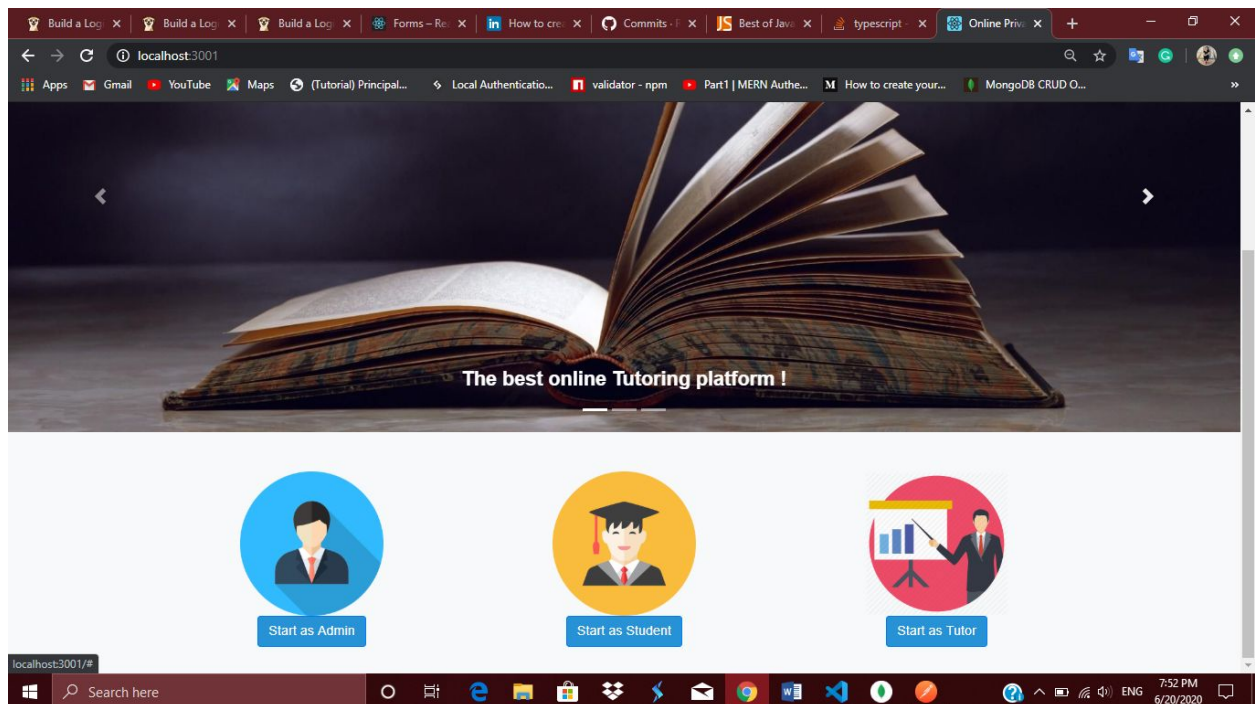 Build a Log
Build a Log
Build a Log
Forms – Re
in How to cre
Commits · F
JS Best of Java
typescript -
Online Priv
localhost:3001
Apps
Gmail
YouTube
Maps
(Tutorial) Principal...
Local Authenticatio...
validator - npm
Part1 | MERN Authe...
M How to create your...
MongoDB CRUD O...
»
The best online Tutoring platform !
Start as Admin
Start as Student
Start as Tutor
localhost:3001/#
Search here
ENG
7:52 PM
6/20/2020